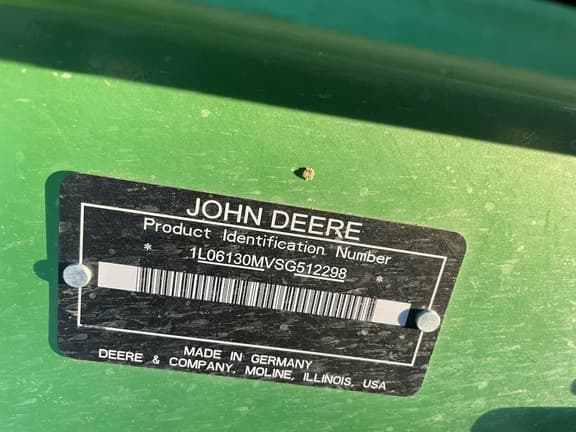 JOHN DEERE
Product Identification Number
* 1L06130MVSG512298 *
MADE IN GERMANY
DEERE & COMPANY, MOLINE, ILLINOIS, USA